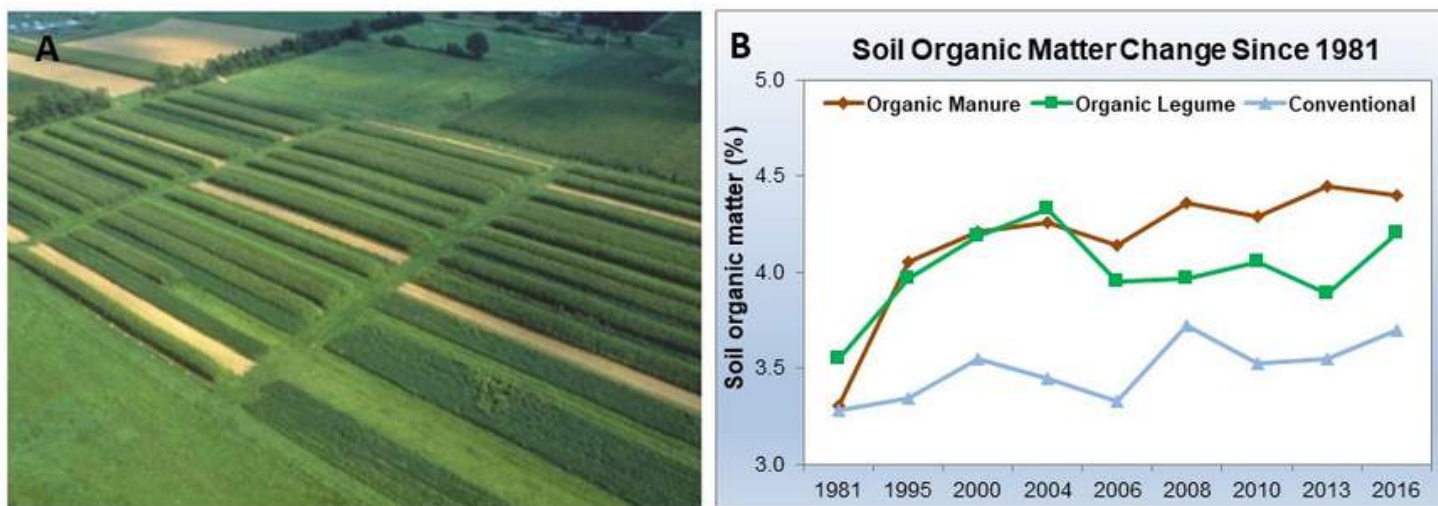 A
B
Soil Organic Matter Change Since 1981
Organic Manure Organic Legume Conventional
Soil organic matter (%)
5.0
4.5
4.0
3.5
3.0
1981 1995 2000 2004 2006 2008 2010 2013 2016